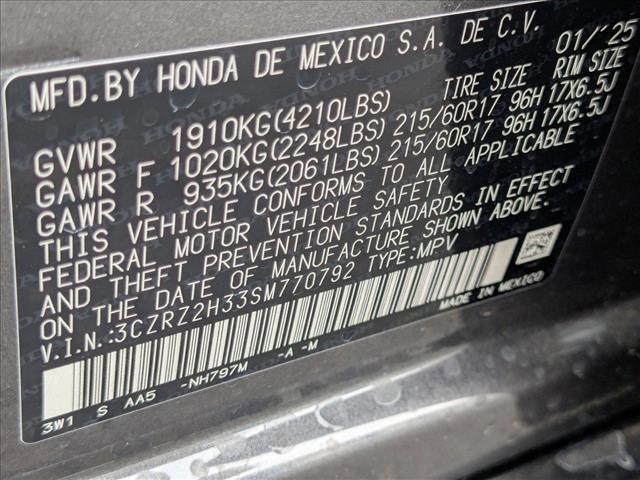 MFD.BY HONDA DE MEXICO S.A. DE C.V. 01/'25
TIRE SIZE RIM SIZE
GVWR 1910KG(4210LBS)
GAWR F 1020KG(2248LBS) 215/60R17 96H 17X6.5J
GAWR R 935KG(2061LBS) 215/60R17 96H 17X6.5J
THIS VEHICLE CONFORMS TO ALL APPLICABLE
FEDERAL MOTOR VEHICLE SAFETY
AND THEFT PREVENTION STANDARDS IN EFFECT
ON THE DATE OF MANUFACTURE SHOWN ABOVE.
V.I.N.:3CZRZ2H33SM770792 TYPE:MPV
MADE IN MEXICO
3W1 S AA5 -NH797M -A -M